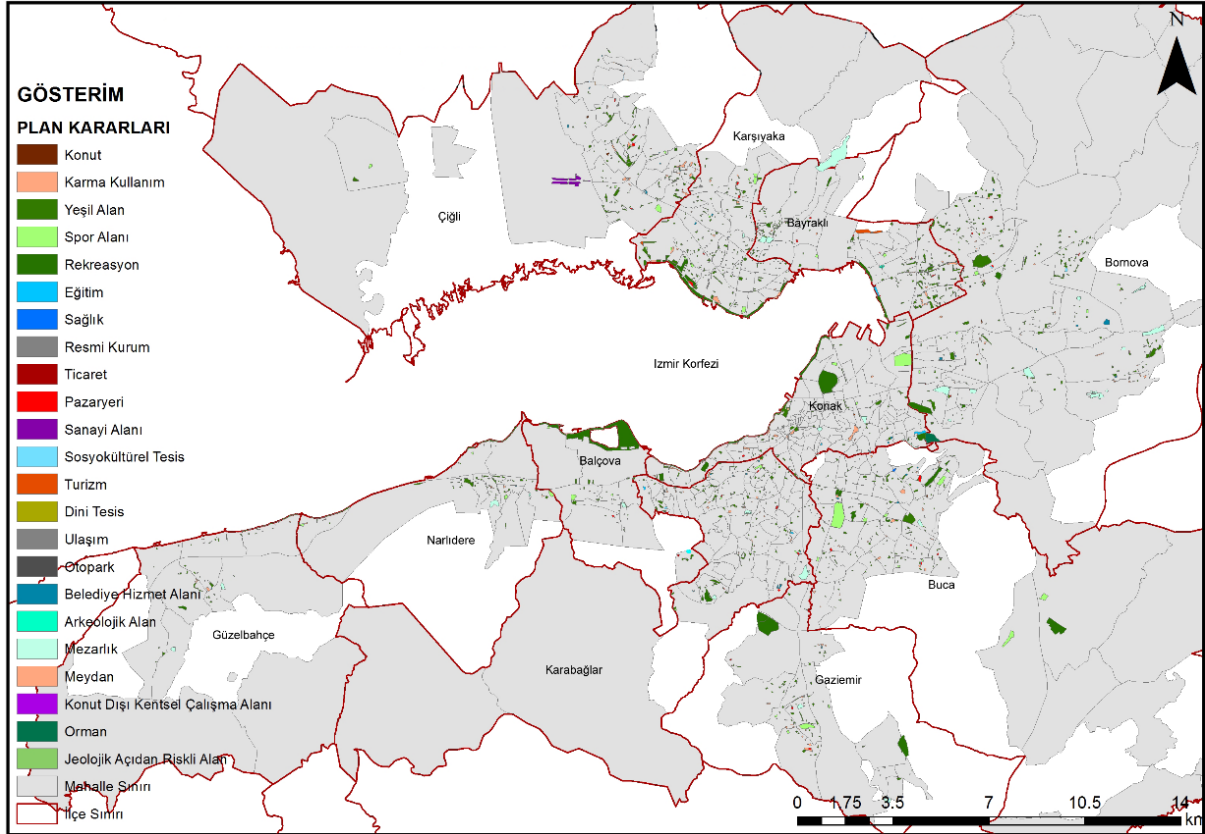 N
GÖSTERİM
PLAN KARARLARI
Konut
Karma Kullanım
Yeşil Alan
Spor Alanı
Rekreasyon
Eğitim
Sağlık
Resmi Kurum
Ticaret
Pazaryeri
Sanayi Alanı
Sosyokültürel Tesis
Turizm
Dini Tesis
Ulaşım
Otopark
Belediye Hizmet Alanı
Arkeolojik Alan
Mezarlık
Meydan
Konut Dışı Kentsel Çalışma Alanı
Orman
Jeolojik Açıdan Riskli Alan
Mahalle Sınırı
İlçe Sınırı
Karşıyaka
Çiğli
Bayraklı
Bornova
Izmir Korfezi
Konak
Balçova
Narlıdere
Buca
Güzelbahçe
Karabağlar
Gaziemir
0 1.75 3.5 7 10.5 14
km